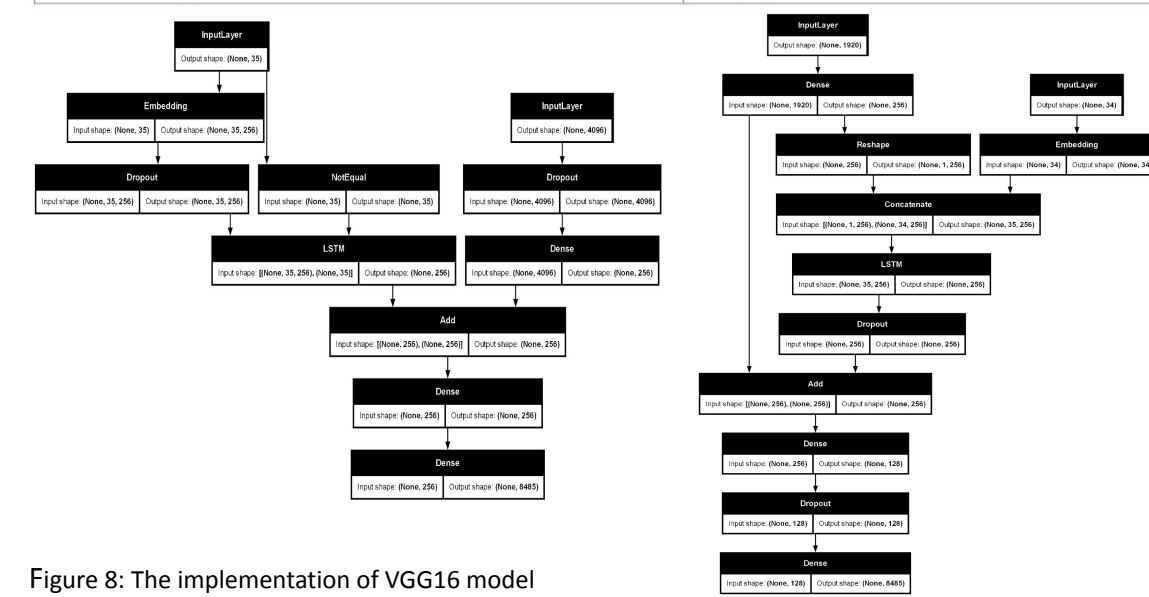 InputLayer
Output shape: (None, 35)
Embedding
Input shape: (None, 35) Output shape: (None, 35, 256)
InputLayer
Output shape: (None, 4096)
Dropout
Input shape: (None, 35, 256) Output shape: (None, 35, 256)
NotEqual
Input shape: (None, 35) Output shape: (None, 35)
Dropout
Input shape: (None, 4096) Output shape: (None, 4096)
LSTM
Input shape: [(None, 35, 256), (None, 35)] Output shape: (None, 256)
Dense
Input shape: (None, 4096) Output shape: (None, 256)
Add
Input shape: [(None, 256), (None, 256)] Output shape: (None, 256)
Dense
Input shape: (None, 256) Output shape: (None, 256)
Dense
Input shape: (None, 256) Output shape: (None, 8485)
Figure 8: The implementation of VGG16 model
InputLayer
Output shape: (None, 1920)
Dense
Input shape: (None, 1920) Output shape: (None, 256)
InputLayer
Output shape: (None, 34)
Reshape
Input shape: (None, 256) Output shape: (None, 1, 256)
Embedding
Input shape: (None, 34) Output shape: (None, 34
Concatenate
Input shape: [(None, 1, 256), (None, 34, 256)] Output shape: (None, 35, 256)
LSTM
Input shape: (None, 35, 256) Output shape: (None, 256)
Dropout
Input shape: (None, 256) Output shape: (None, 256)
Add
Input shape: [(None, 256), (None, 256)] Output shape: (None, 256)
Dense
Input shape: (None, 256) Output shape: (None, 128)
Dropout
Input shape: (None, 128) Output shape: (None, 128)
Dense
Input shape: (None, 128) Output shape: (None, 8485)